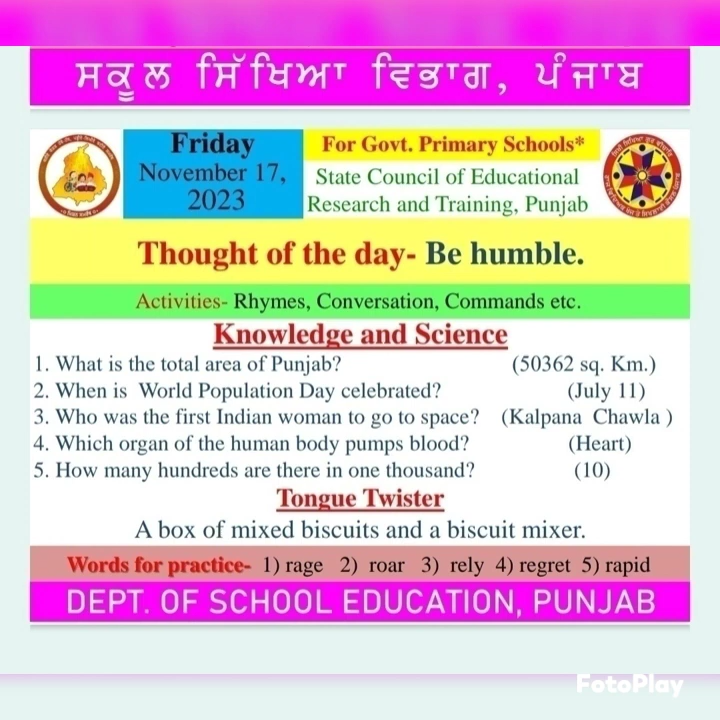 ਸਕੂਲ ਸਿੱਖਿਆ ਵਿਭਾਗ, ਪੰਜਾਬ
Friday
November 17,
2023
For Govt. Primary Schools*
State Council of Educational
Research and Training, Punjab
Thought of the day- Be humble.
Activities- Rhymes, Conversation, Commands etc.
Knowledge and Science
1. What is the total area of Punjab? (50362 sq. Km.)
2. When is World Population Day celebrated? (July 11)
3. Who was the first Indian woman to go to space? (Kalpana Chawla )
4. Which organ of the human body pumps blood? (Heart)
5. How many hundreds are there in one thousand? (10)
Tongue Twister
A box of mixed biscuits and a biscuit mixer.
Words for practice- 1) rage 2) roar 3) rely 4) regret 5) rapid
DEPT. OF SCHOOL EDUCATION, PUNJAB
FotoPlay